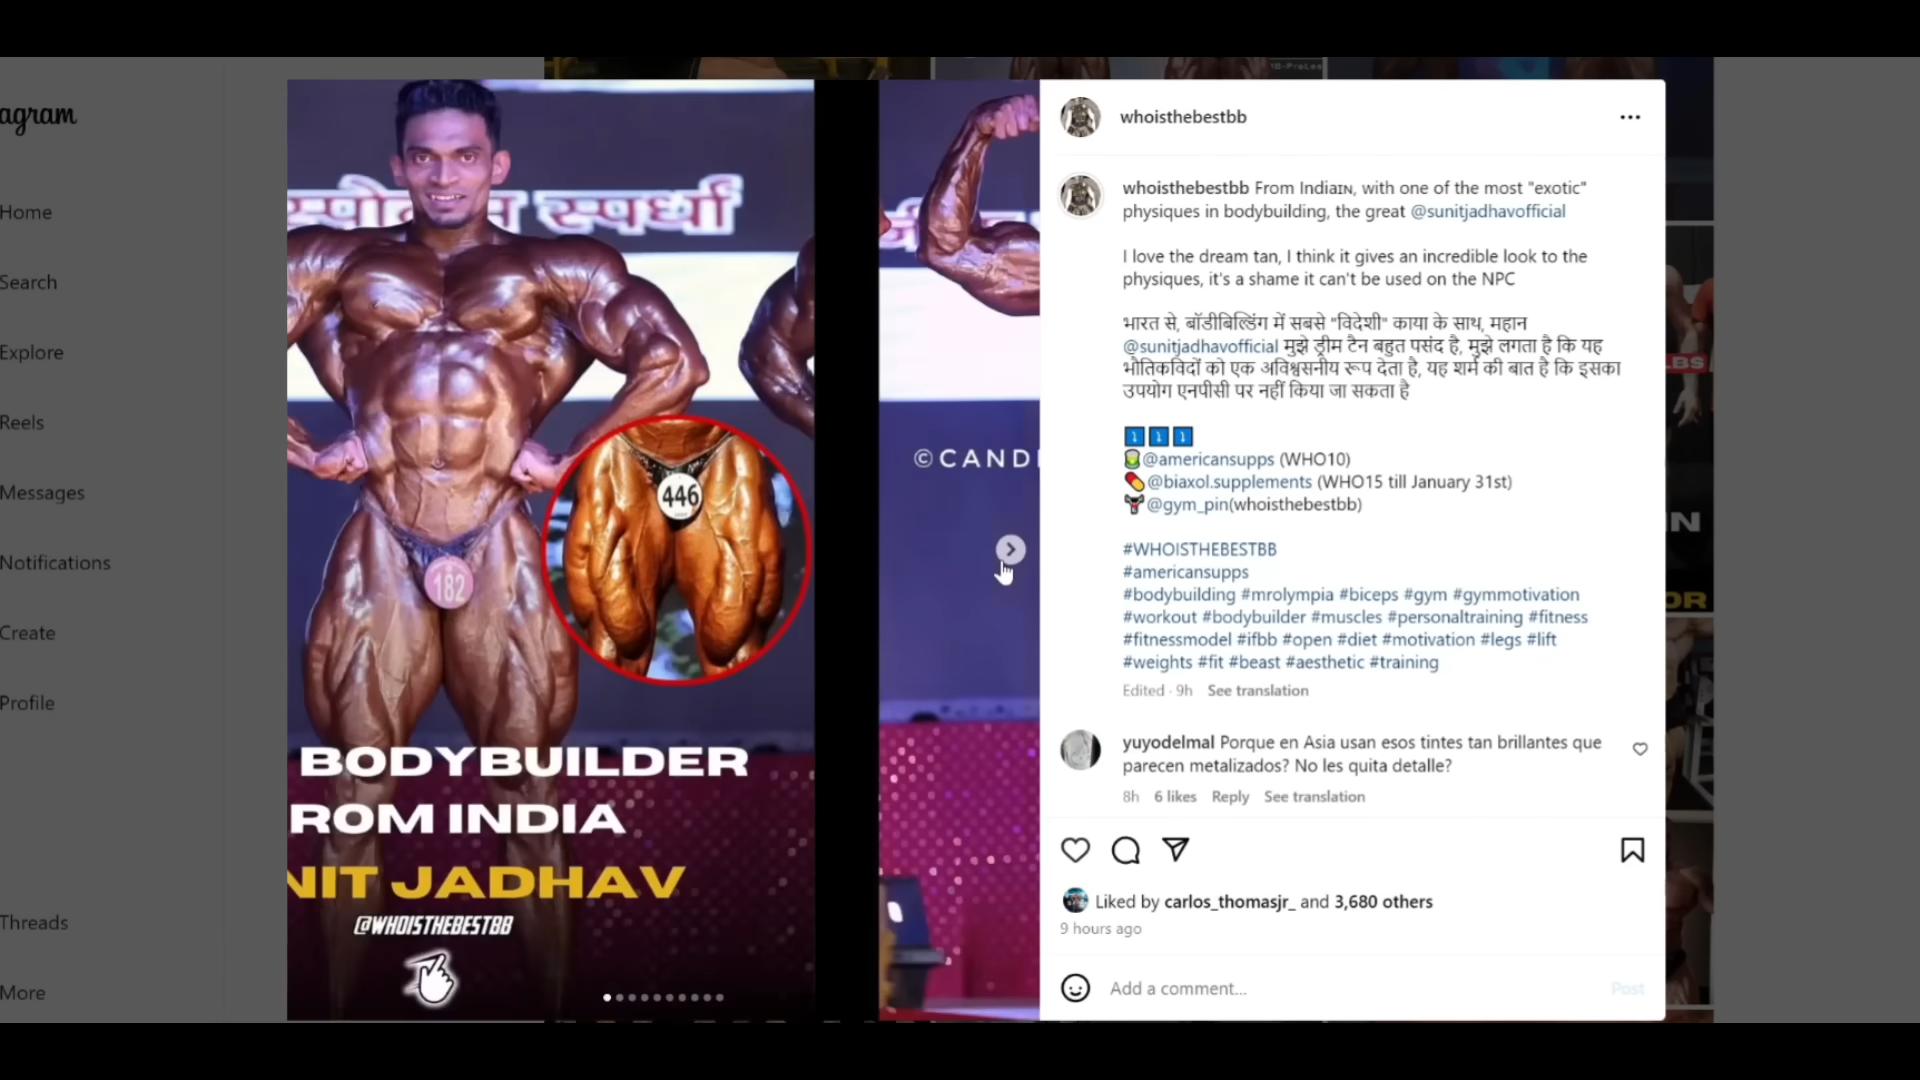 agram
Home
Search
Explore
Reels
Messages
Notifications
Create
Profile
Threads
More
स्पर्धा
182
446
BODYBUILDER
ROM INDIA
NIT JADHAV
@WHOISTHEBESTBB
©CAND
whoisthebestbb
whoisthebestbb From IndiaIN, with one of the most "exotic"
physiques in bodybuilding, the great @sunitjadhavofficial
I love the dream tan, I think it gives an incredible look to the
physiques, it's a shame it can't be used on the NPC
भारत से, बॉडीबिल्डिंग में सबसे "विदेशी" काया के साथ, महान
@sunitjadhavofficial मुझे ड्रीम टैन बहुत पसंद है, मुझे लगता है कि यह
भौतिकविदों को एक अविश्वसनीय रूप देता है, यह शर्म की बात है कि इसका
उपयोग एनपीसी पर नहीं किया जा सकता है
@americansupps (WHO10)
@biaxol.supplements (WHO15 till January 31st)
@gym_pin(whoisthebestbb)
#WHOISTHEBESTBB
#americansupps
#bodybuilding #mrolympia #biceps #gym #gymmotivation
#workout #bodybuilder #muscles #personaltraining #fitness
#fitnessmodel #ifbb #open #diet #motivation #legs #lift
#weights #fit #beast #aesthetic #training
Edited · 9h See translation
yuyodelmal Porque en Asia usan esos tintes tan brillantes que
parecen metalizados? No les quita detalle?
8h 6 likes Reply See translation
Liked by carlos_thomasjr_ and 3,680 others
9 hours ago
Add a comment...
Post
LBS
IN
OR